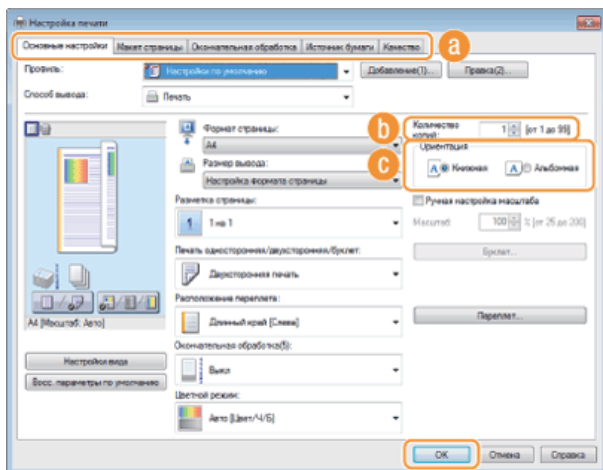 Настройка печати
Основные настройки Макет страницы Окончательная обработка Источник бумаги Качество a
Профиль: Настройки по умолчанию Добавление(1)... Правка(2)...
Способ вывода: Печать
b Количество копий: 1 [от 1 до 99]
Формат страницы:
A4
c Ориентация
A Книжная A Альбомная
Размер вывода:
Настройка формата страницы
Разметка страницы:
1 1 на 1
Ручная настройка масштаба
Масштаб: 100 % [от 25 до 200]
Печать односторонняя/двусторонняя/буклет:
Двухсторонняя печать
Буклет...
Расположение переплета:
Длинный край [Слева]
Переплет...
A4 [Масштаб: Авто]
Окончательная обработка(5):
Выкл
Настройки вида
Восс. параметры по умолчанию
Цветной режим:
Авто [Цвет/Ч/Б]
OK Отмена Справка